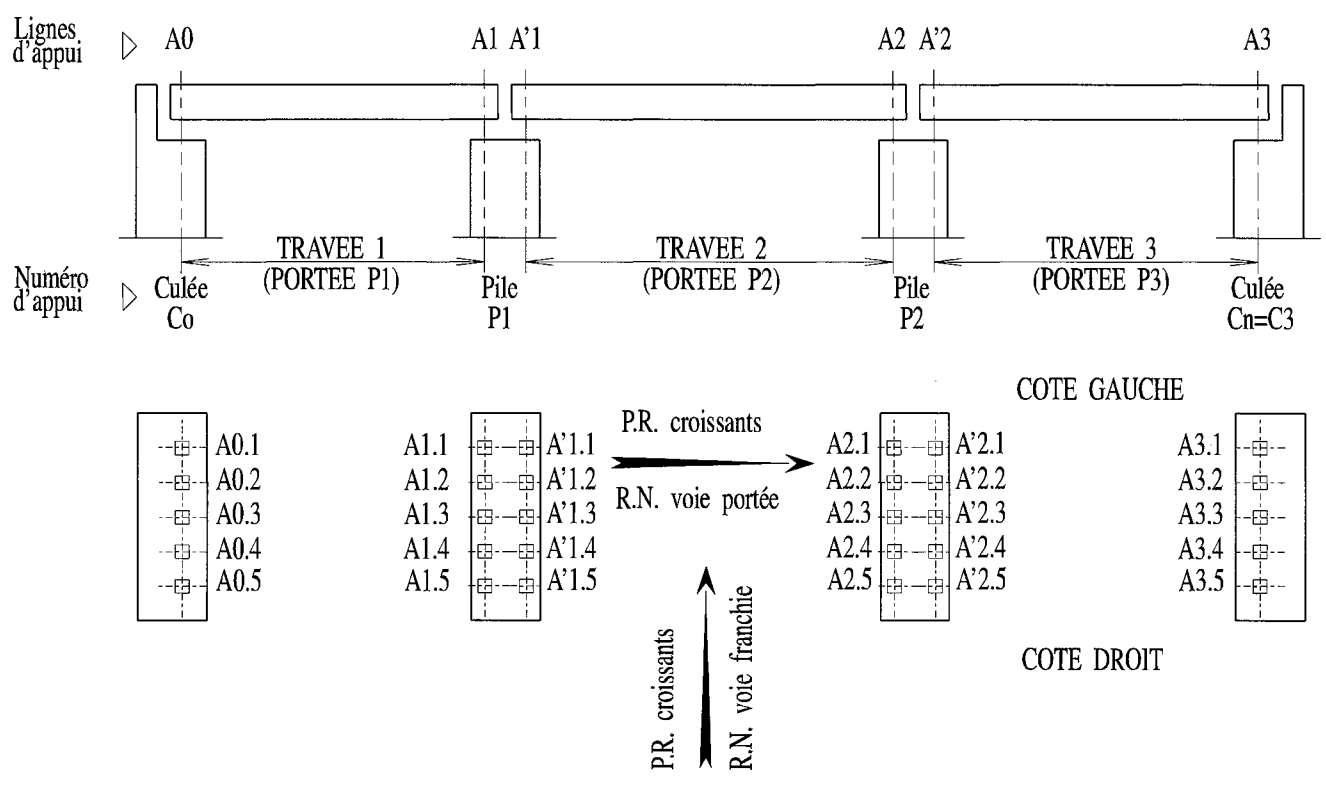 Lignes
d'appui
A0
A1 A'1
A2 A'2
A3
TRAVEE 1
(PORTEE P1)
TRAVEE 2
(PORTEE P2)
TRAVEE 3
(PORTEE P3)
Numéro
d'appui
Culée
Co
Pile
P1
Pile
P2
Culée
Cn=C3
COTE GAUCHE
A0.1
A0.2
A0.3
A0.4
A0.5
A1.1
A1.2
A1.3
A1.4
A1.5
A'1.1
A'1.2
A'1.3
A'1.4
A'1.5
P.R. croissants
R.N. voie portée
A2.1
A2.2
A2.3
A2.4
A2.5
A'2.1
A'2.2
A'2.3
A'2.4
A'2.5
A3.1
A3.2
A3.3
A3.4
A3.5
P.R. croissants
R.N. voie franchie
COTE DROIT